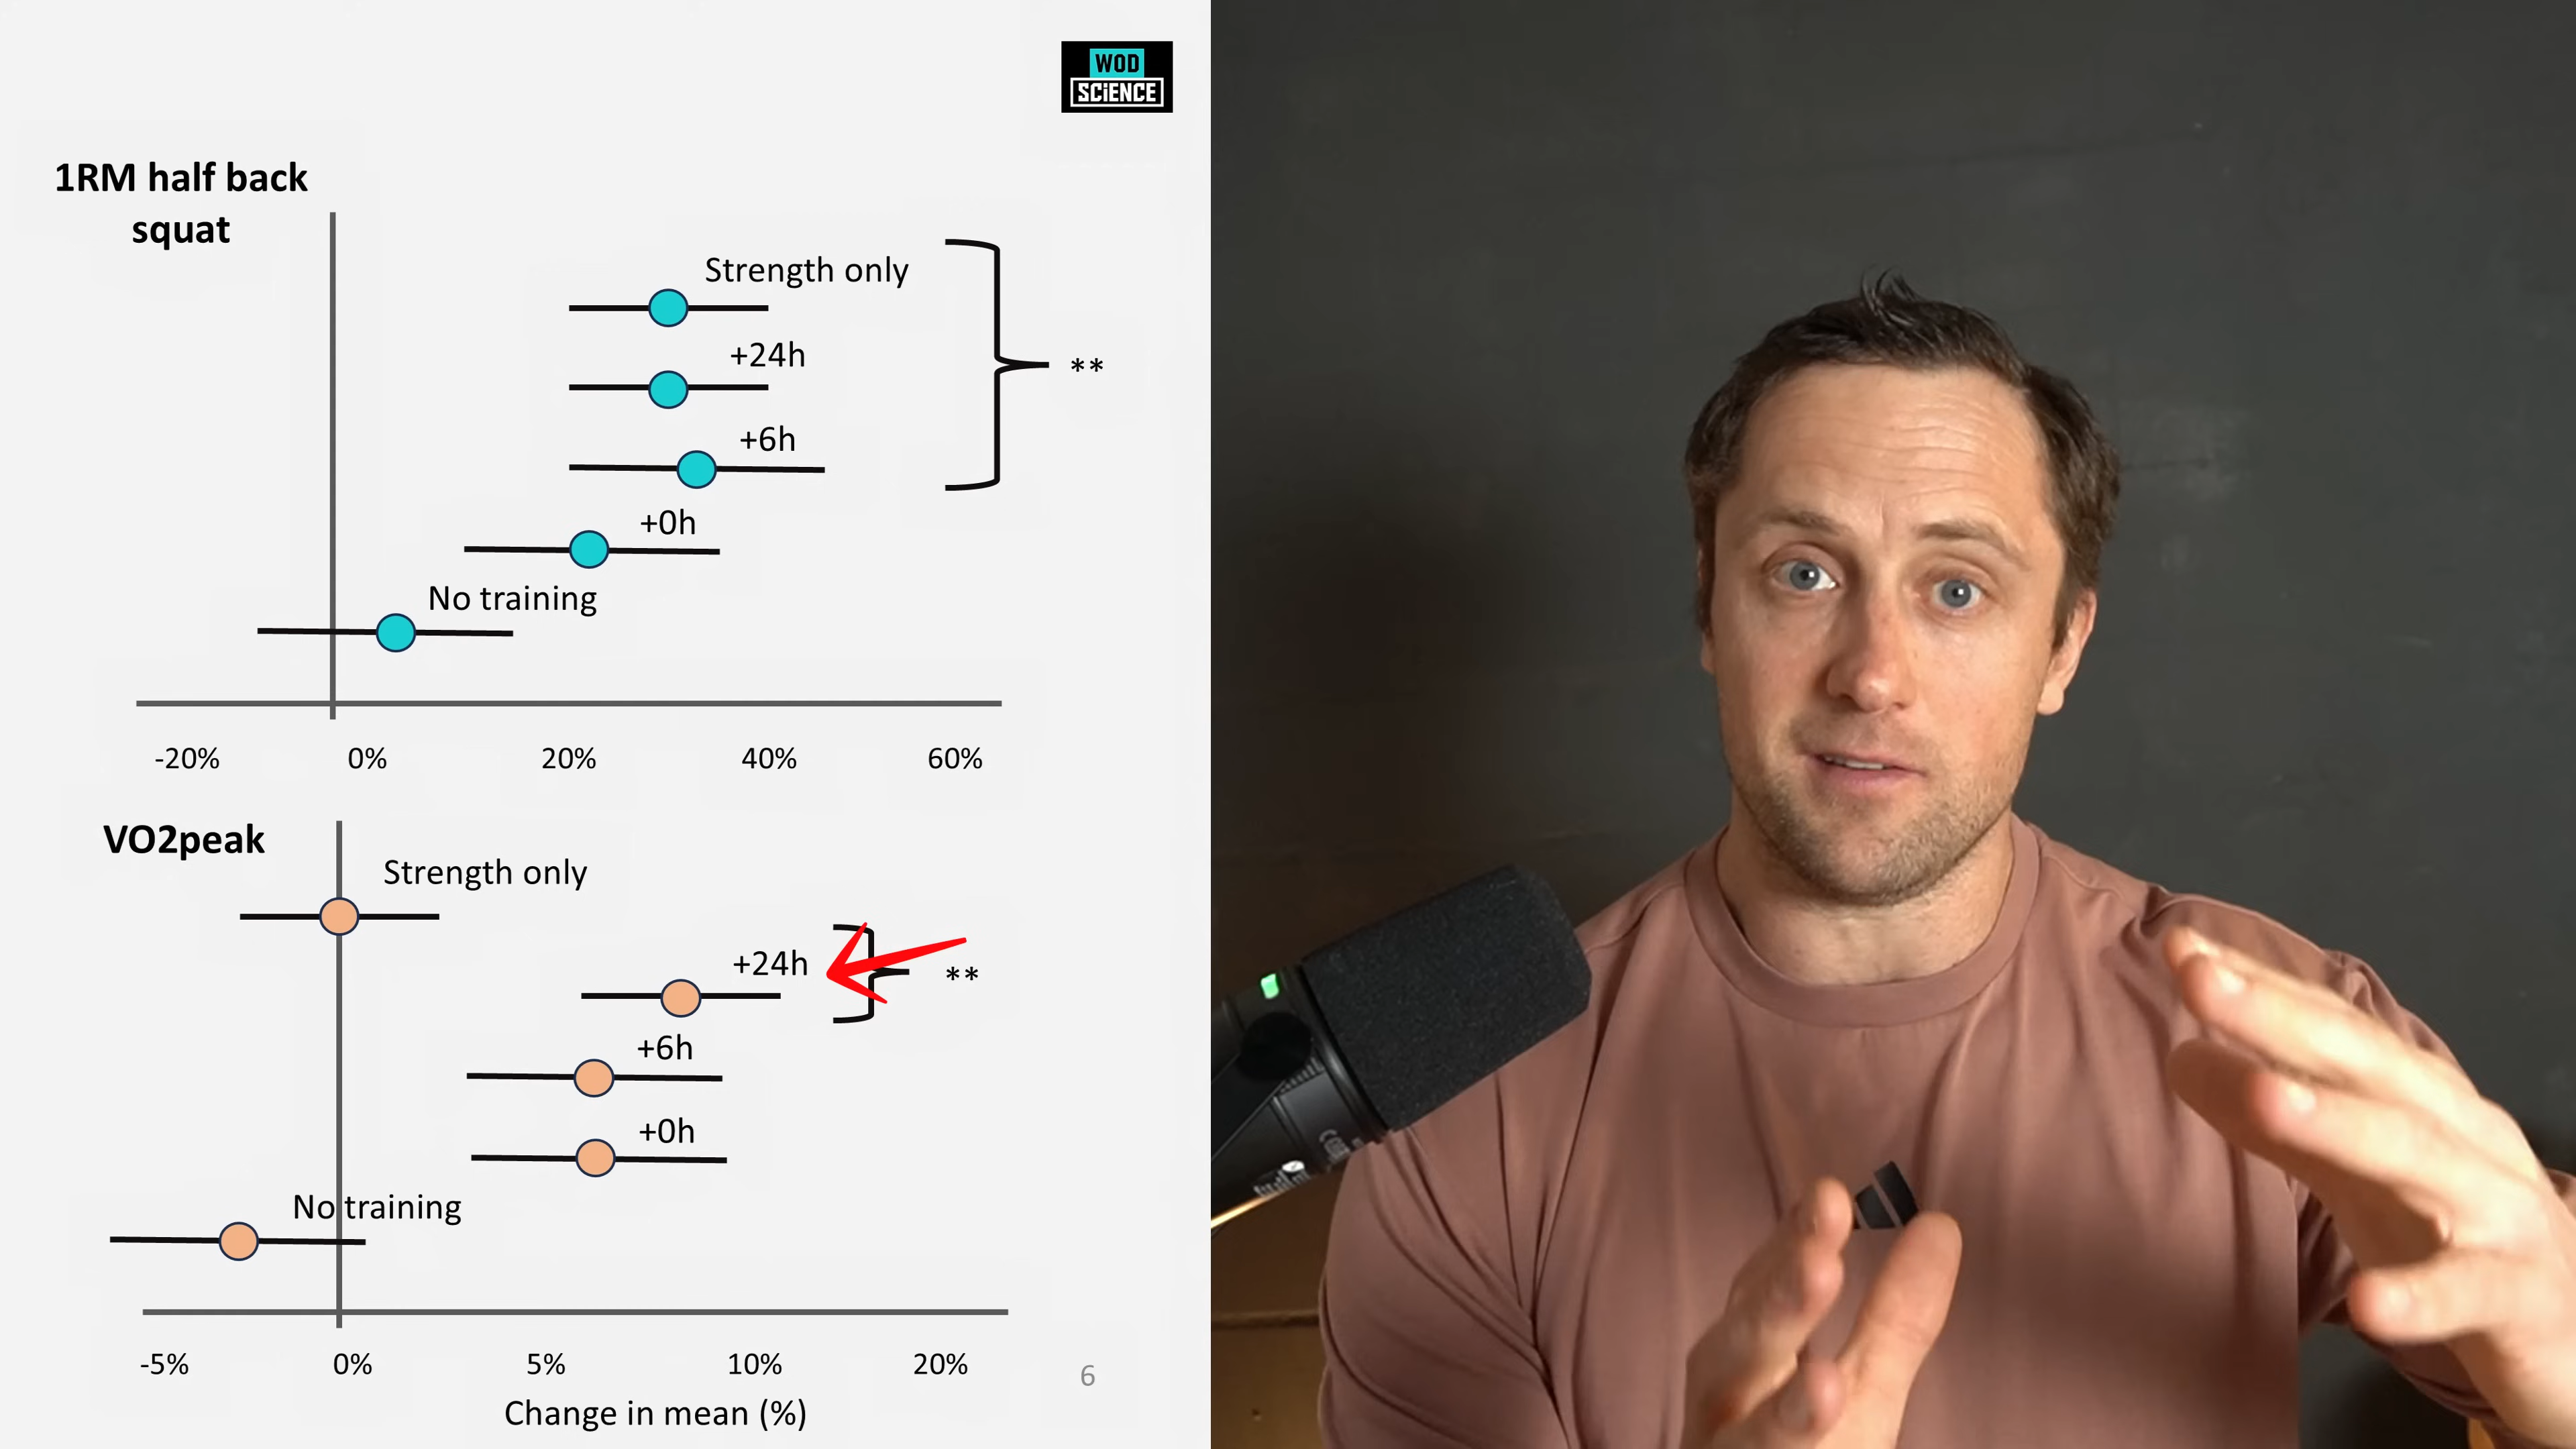 WOD
SCiENCE
1RM half back
squat
Strength only
+24h
**
+6h
+0h
No training
-20% 0% 20% 40% 60%
VO2peak
Strength only
+24h
**
+6h
+0h
No training
-5% 0% 5% 10% 20%
6
Change in mean (%)